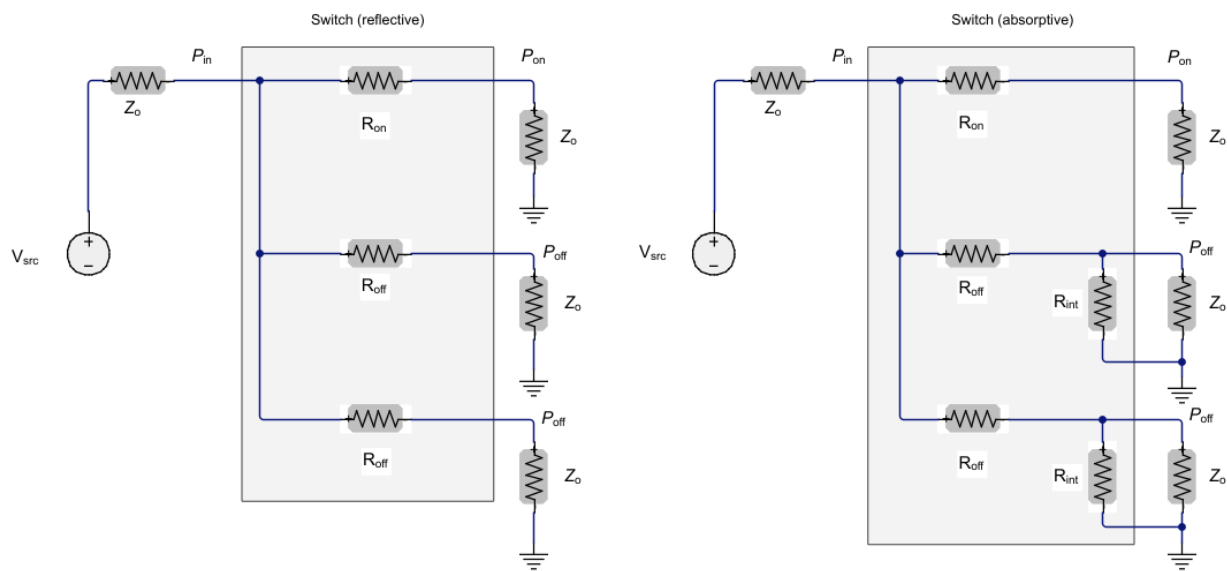 Switch (reflective)
Pin
Pon
Zo
Ron
Zo
Vsrc
Poff
Roff
Zo
Poff
Roff
Zo
Switch (absorptive)
Pin
Pon
Zo
Ron
Zo
Vsrc
Poff
Roff
Rint
Zo
Poff
Roff
Rint
Zo